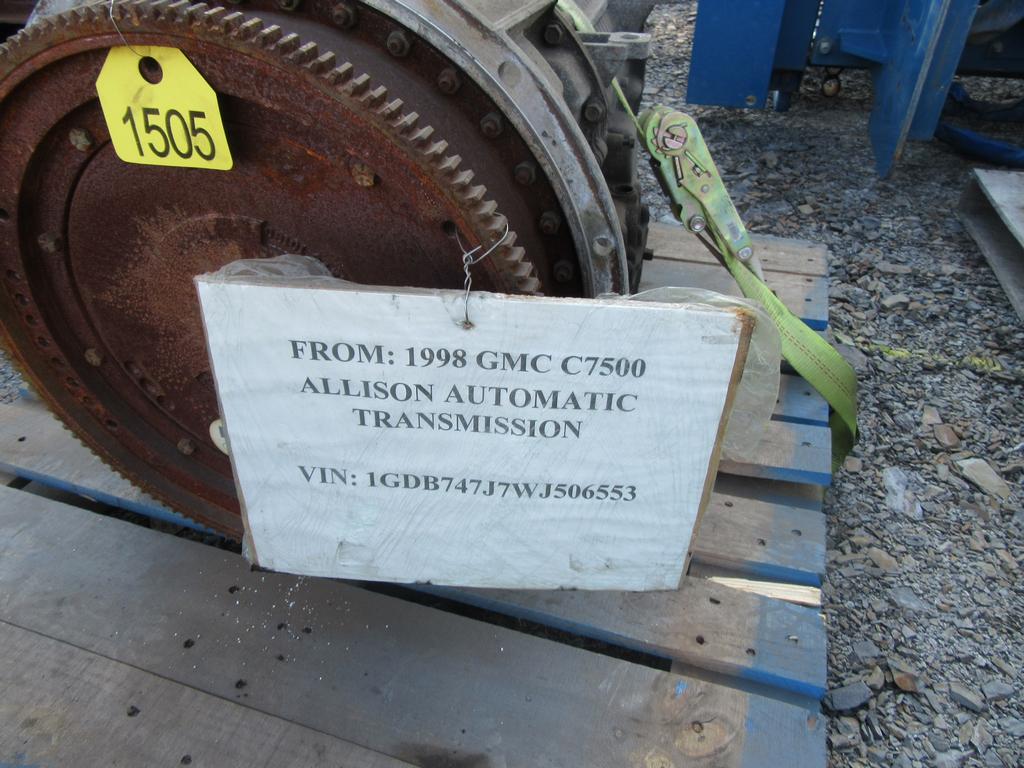 1505
FROM: 1998 GMC C7500
ALLISON AUTOMATIC
TRANSMISSION
VIN: 1GDB747J7WJ506553